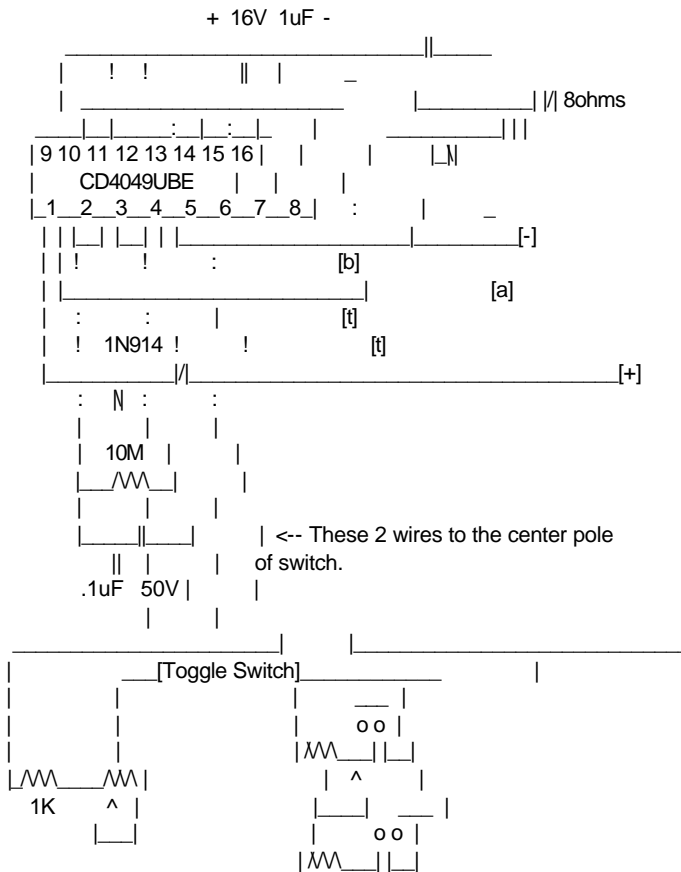 + 16V 1uF -
8ohms
9 10 11 12 13 14 15 16
CD4049UBE
1 2 3 4 5 6 7 8
[-]
[b]
[a]
[t]
1N914 [t]
[+]
10M
<-- These 2 wires to the center pole
of switch.
.1uF 50V
[Toggle Switch]
o o
1K
o o